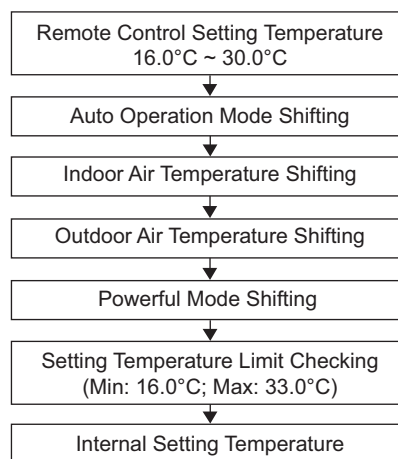 Remote Control Setting Temperature
16.0°C ~ 30.0°C
Auto Operation Mode Shifting
Indoor Air Temperature Shifting
Outdoor Air Temperature Shifting
Powerful Mode Shifting
Setting Temperature Limit Checking
(Min: 16.0°C; Max: 33.0°C)
Internal Setting Temperature